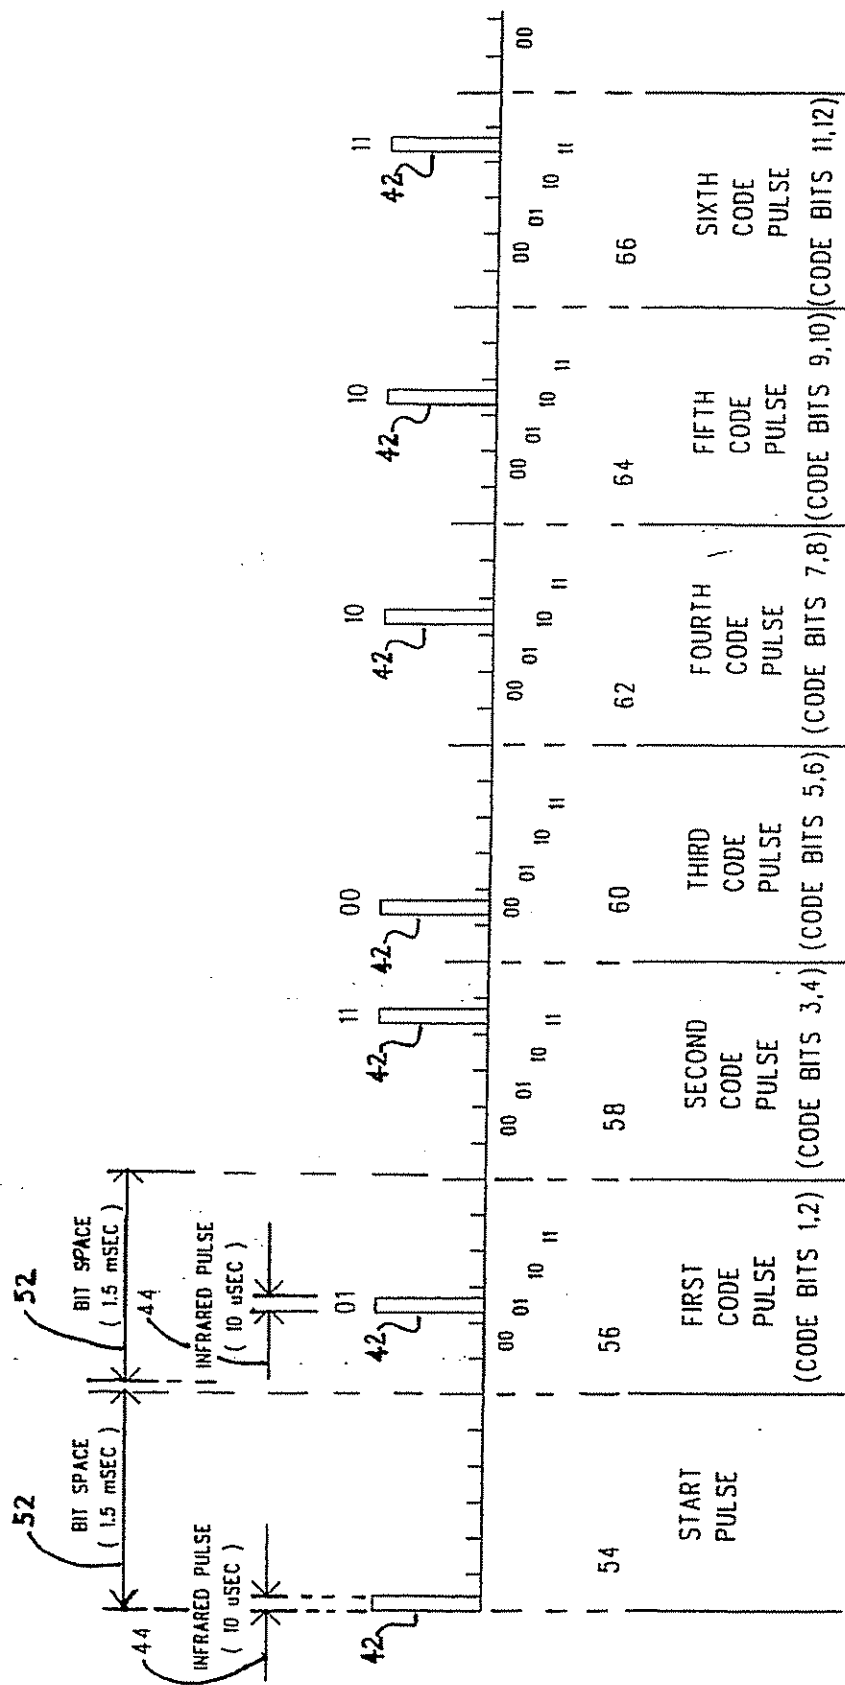 52
52
BIT SPACE
( 1.5 mSEC )
BIT SPACE
( 1.5 mSEC )
44
44
INFRARED PULSE
( 10 uSEC )
INFRARED PULSE
( 10 uSEC )
01
11
00
10
10
11
42
42
42
42
42
42
42
00 01 10 11
00 01 10 11
00 01 10 11
00 01 10 11
00 01 10 11
00 01 10 11
00
54
56
58
60
62
64
66
START
PULSE
FIRST
CODE
PULSE
(CODE BITS 1,2)
SECOND
CODE
PULSE
(CODE BITS 3,4)
THIRD
CODE
PULSE
(CODE BITS 5,6)
FOURTH
CODE
PULSE
(CODE BITS 7,8)
FIFTH
CODE
PULSE
(CODE BITS 9,10)
SIXTH
CODE
PULSE
(CODE BITS 11,12)